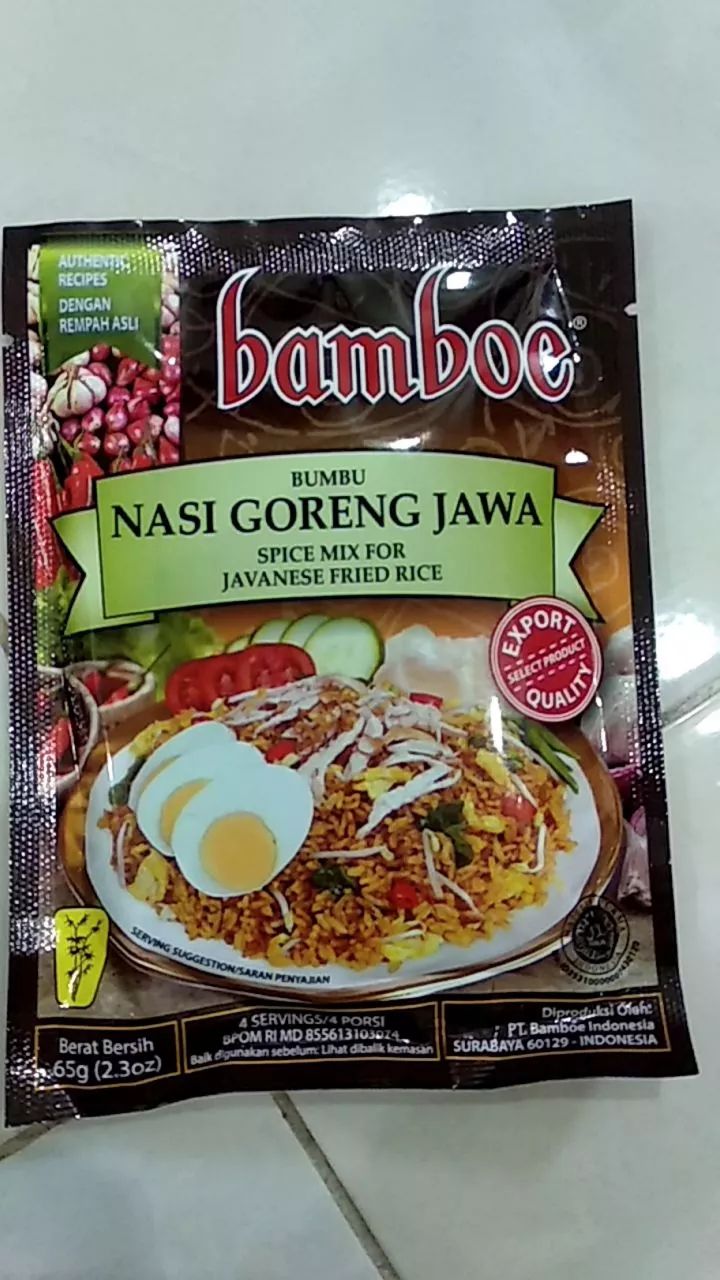 AUTHENTIC
RECIPES
DENGAN
REMPAH ASLI
bamboe®
BUMBU
NASI GORENG JAWA
SPICE MIX FOR
JAVANESE FRIED RICE
EXPORT
SELECT PRODUCT
QUALITY
SERVING SUGGESTION/SARAN PENYAJIAN
Berat Bersih
65g (2.3oz)
4 SERVINGS/4 PORSI
BPOM RI MD
Baik digunakan sebelum: Lihat dibalik kemasan
Diproduksi Oleh:
PT. Bamboe Indonesia
SURABAYA 60129 - INDONESIA